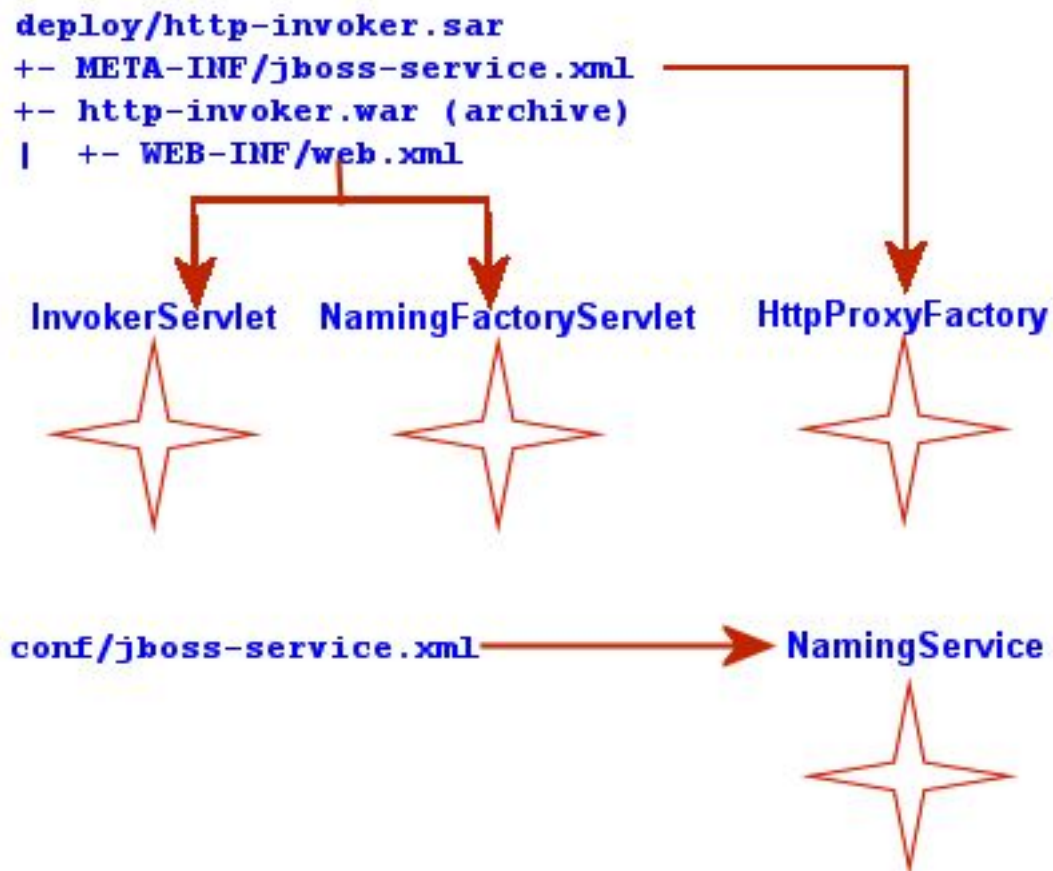 deploy/http-invoker.sar
+- META-INF/jboss-service.xml
+- http-invoker.war (archive)
|  +- WEB-INF/web.xml
InvokerServlet NamingFactoryServlet HttpProxyFactory
conf/jboss-service.xml NamingService